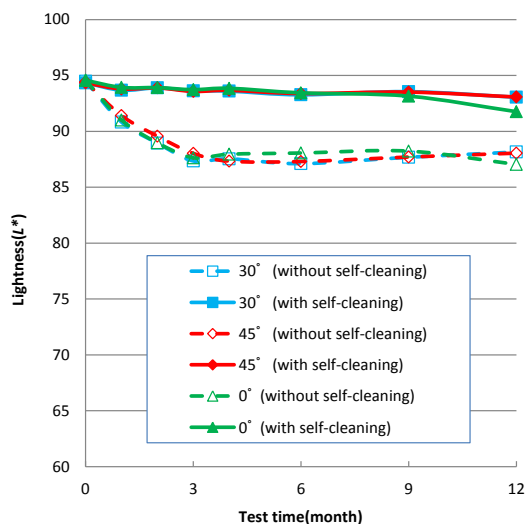 100
95
90
85
80
75
70
65
60
Lightness(L*)
30° (without self-cleaning)
30° (with self-cleaning)
45° (without self-cleaning)
45° (with self-cleaning)
0° (without self-cleaning)
0° (with self-cleaning)
0 3 6 9 12
Test time(month)